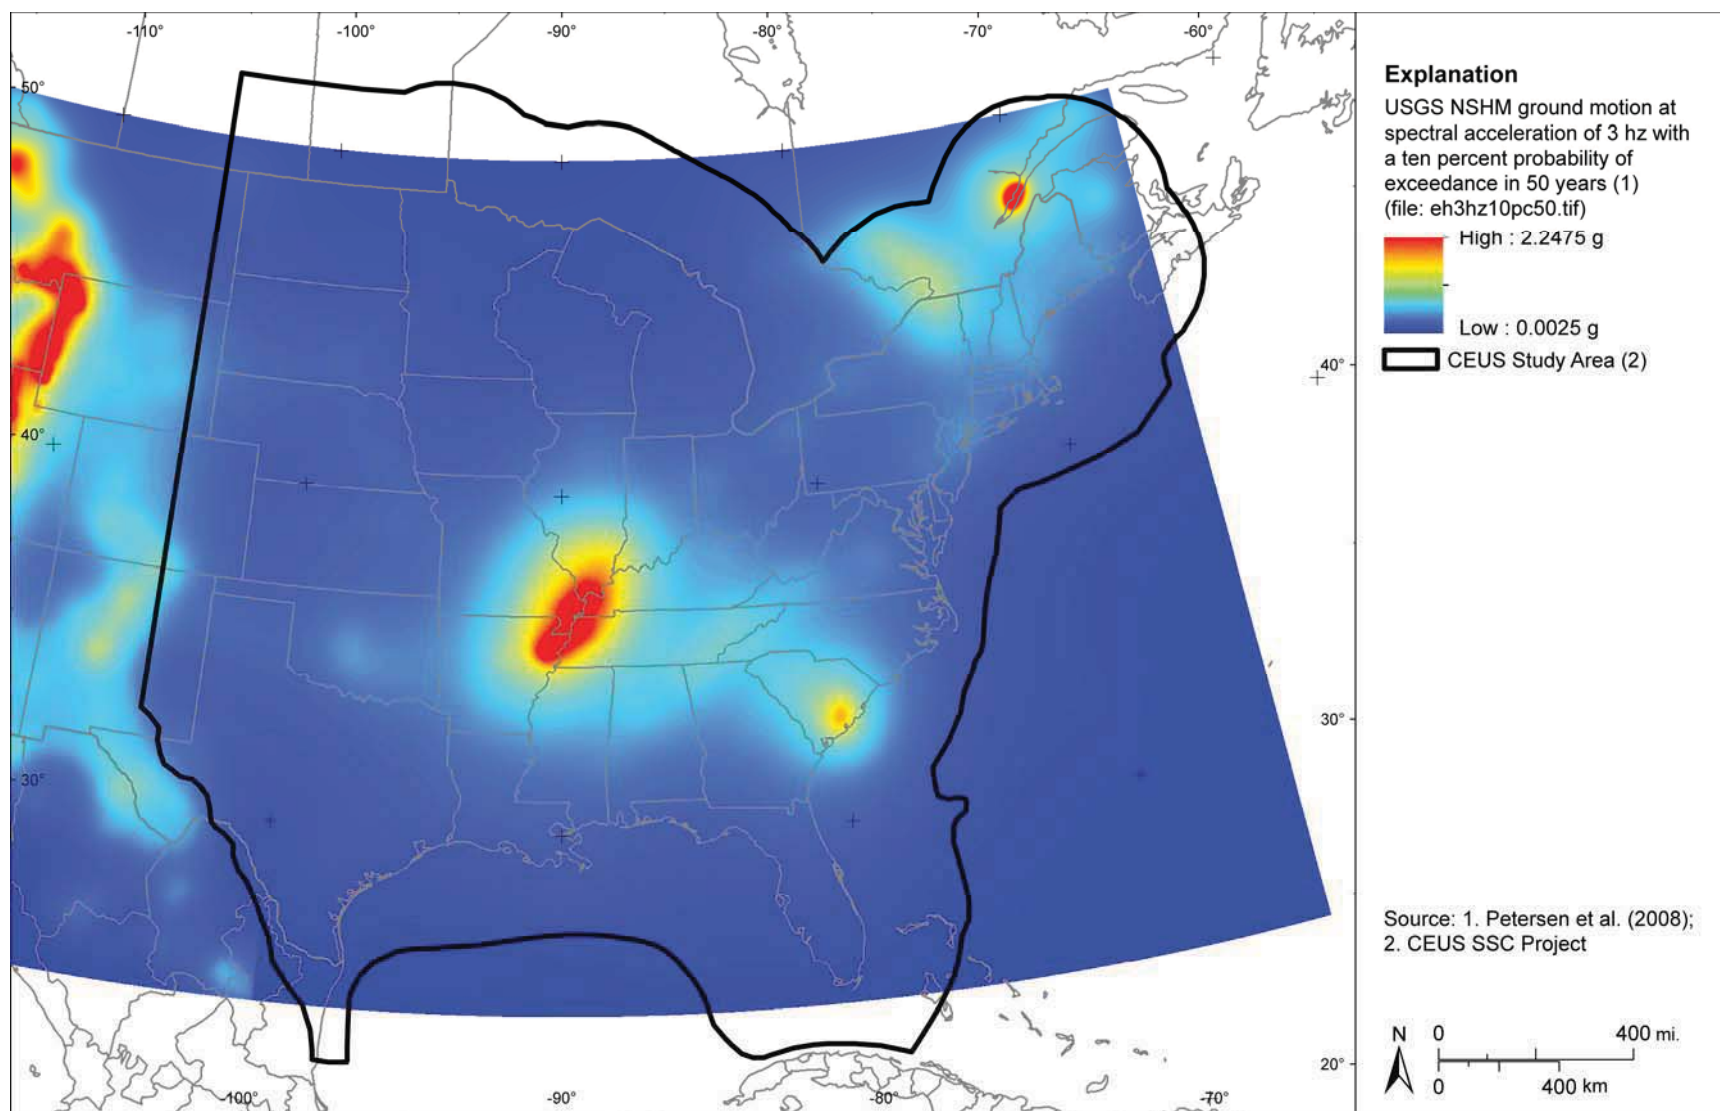 -110°
-100°
-90°
-80°
-70°
-60°
50°
40°
40°
30°
30°
20°
-100°
-90°
-80°
-70°
Explanation
USGS NSHM ground motion at
spectral acceleration of 3 hz with
a ten percent probability of
exceedance in 50 years (1)
(file: eh3hz10pc50.tif)
High : 2.2475 g
Low : 0.0025 g
CEUS Study Area (2)
Source: 1. Petersen et al. (2008);
2. CEUS SSC Project
N
0 400 mi.
0 400 km